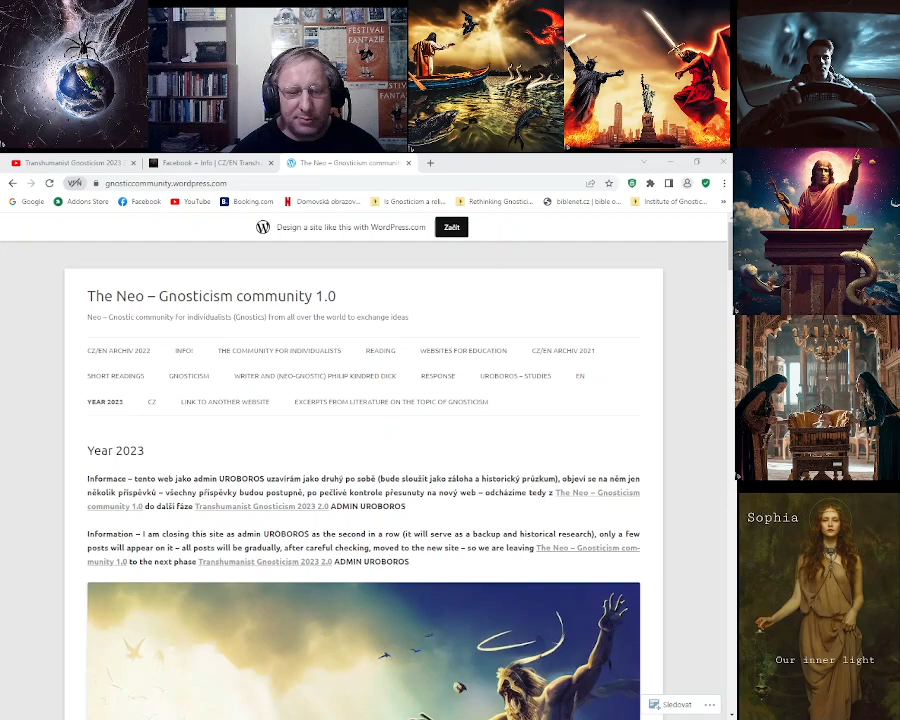 FESTIVAL
FANTAZIE
FESTI
FANTA
Transhumanist Gnosticism 2023
Facebook + Info | CZ/EN Transh
The Neo – Gnosticism commun
VPN
gnosticcommunity.wordpress.com
Google
Addons Store
Facebook
YouTube
Booking.com
Domovská obrazov...
Is Gnosticism a reli...
Rethinking Gnostici...
biblenet.cz | bible o...
Institute of Gnostic...
Design a site like this with WordPress.com
Začít
The Neo – Gnosticism community 1.0
Neo – Gnostic community for individualists (Gnostics) from all over the world to exchange ideas
CZ/EN ARCHIV 2022 INFO! THE COMMUNITY FOR INDIVIDUALISTS READING WEBSITES FOR EDUCATION CZ/EN ARCHIV 2021
SHORT READINGS GNOSTICISM WRITER AND (NEO-GNOSTIC) PHILIP KINDRED DICK RESPONSE UROBOROS – STUDIES EN
YEAR 2023 CZ LINK TO ANOTHER WEBSITE EXCERPTS FROM LITERATURE ON THE TOPIC OF GNOSTICISM
Year 2023
Informace – tento web jako admin UROBOROS uzavírám jako druhý po sobě (bude sloužit jako záloha a historický průzkum), objeví se na něm jen
několik příspěvků – všechny příspěvky budou postupně, po pečlivé kontrole přesunuty na nový web – odcházíme tedy z The Neo – Gnosticism
community 1.0 do další fáze Transhumanist Gnosticism 2023 2.0 ADMIN UROBOROS
Information – I am closing this site as admin UROBOROS as the second in a row (it will serve as a backup and historical research), only a few
posts will appear on it – all posts will be gradually, after careful checking, moved to the new site – so we are leaving The Neo – Gnosticism com-
munity 1.0 to the next phase Transhumanist Gnosticism 2023 2.0 ADMIN UROBOROS
Sledovat
Sophia
Our inner light